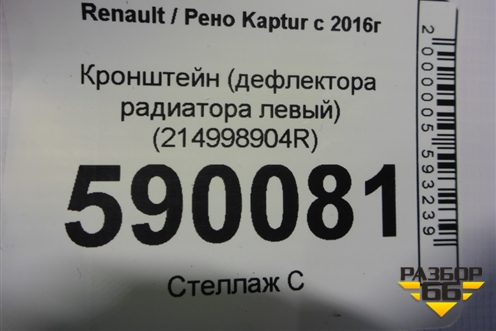 Renault / Рено Kaptur с 2016г
Кронштейн (дефлектора
радиатора левый)
(214998904R)
590081
Стеллаж С
2000005593239
РАЗБОР
66